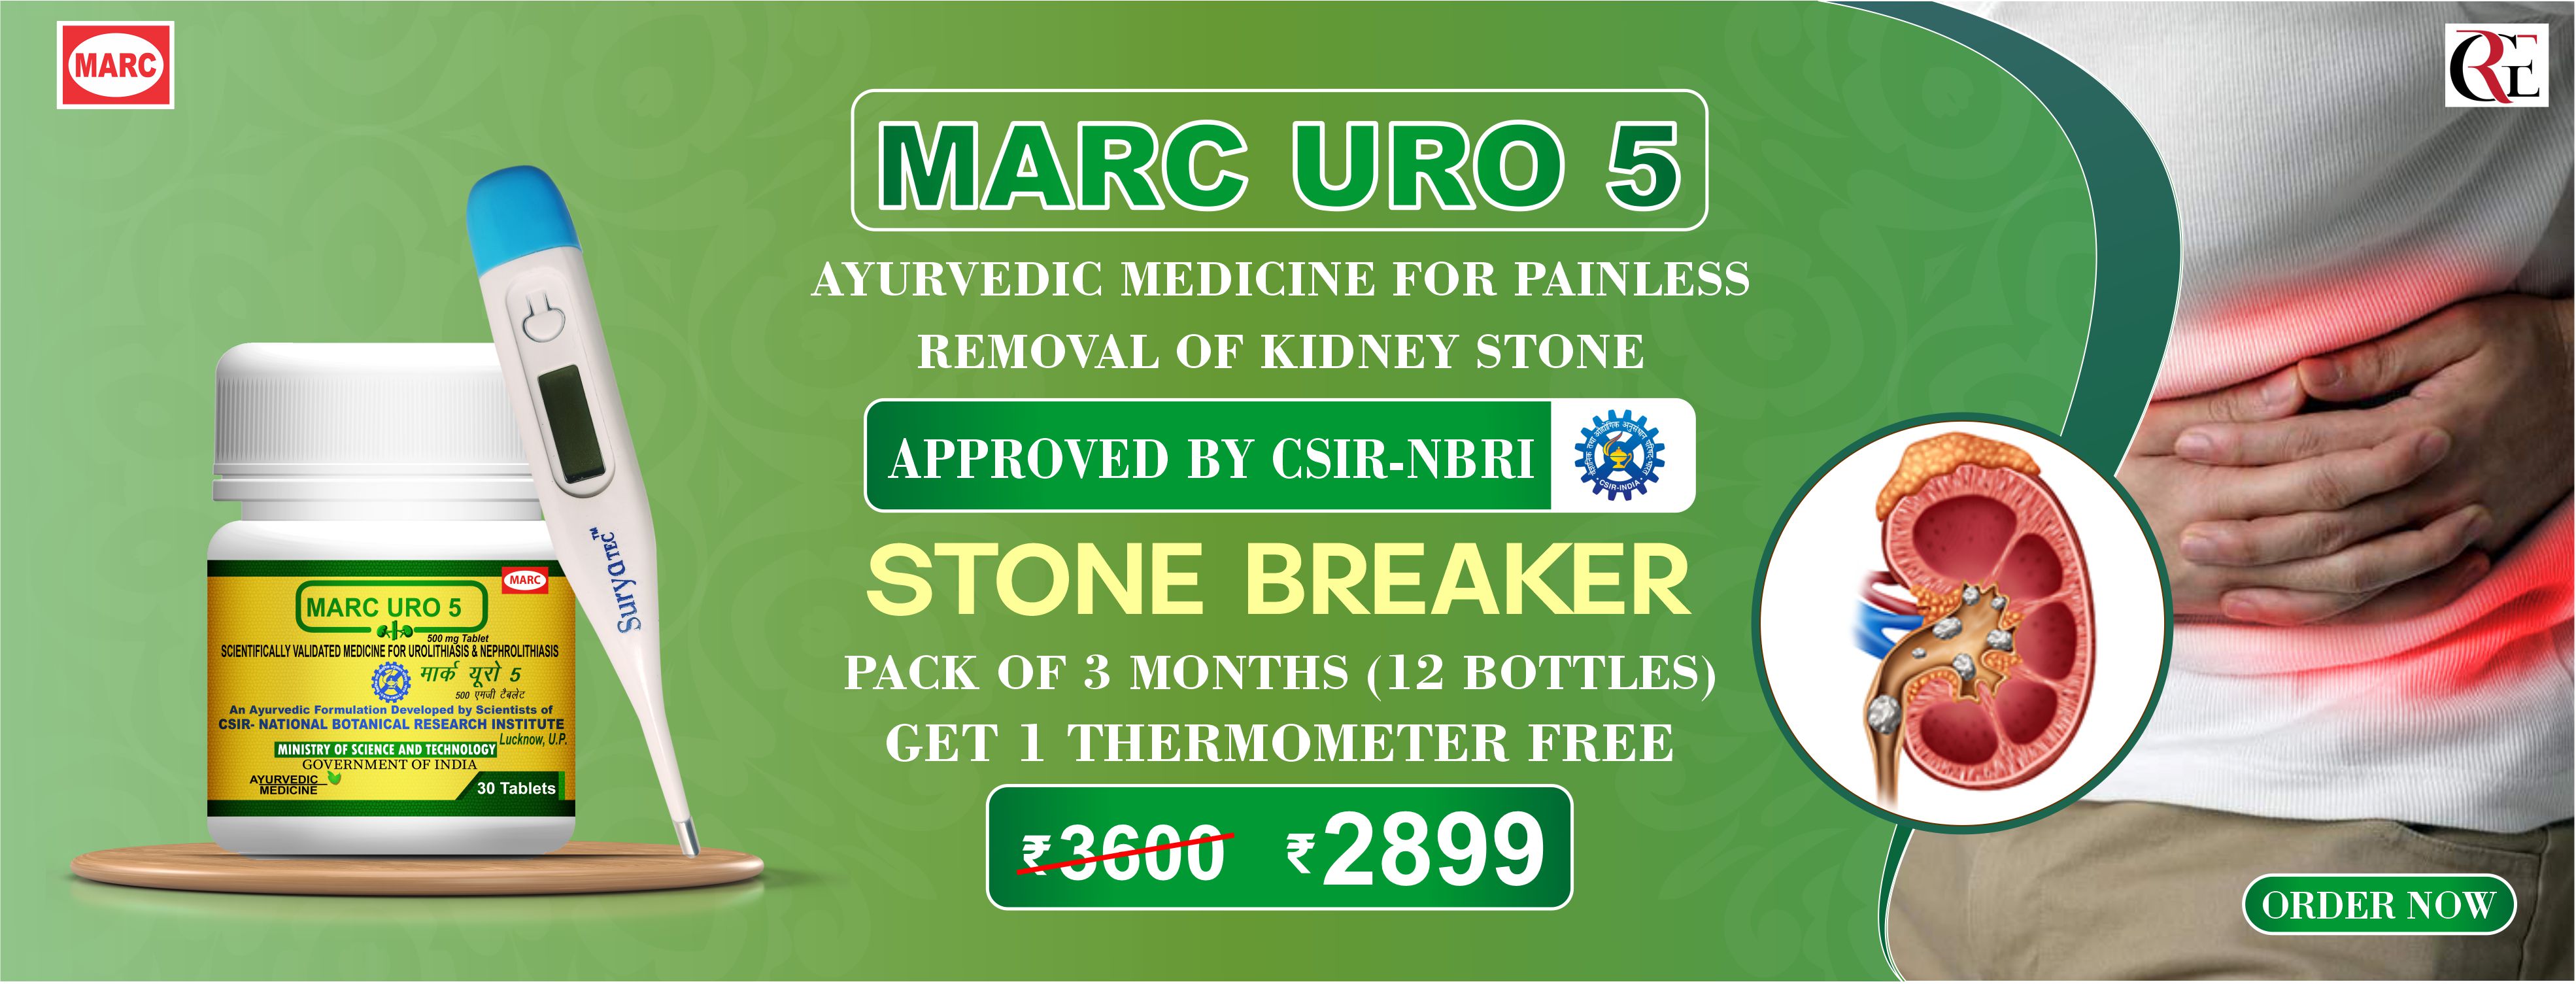 MARC
CRE
MARC URO 5
AYURVEDIC MEDICINE FOR PAINLESS
REMOVAL OF KIDNEY STONE
APPROVED BY CSIR-NBRI
CSIR-INDIA
STONE BREAKER
PACK OF 3 MONTHS (12 BOTTLES)
GET 1 THERMOMETER FREE
₹3600 ₹2899
ORDER NOW
SuryaTEC™
MARC
MARC URO 5
500 mg Tablet
SCIENTIFICALLY VALIDATED MEDICINE FOR UROLITHIASIS & NEPHROLITHIASIS
मार्क यूरो 5
500 एमजी टैबलेट
An Ayurvedic Formulation Developed by Scientists of
CSIR- NATIONAL BOTANICAL RESEARCH INSTITUTE
Lucknow, U.P.
MINISTRY OF SCIENCE AND TECHNOLOGY
GOVERNMENT OF INDIA
AYURVEDIC
MEDICINE
30 Tablets